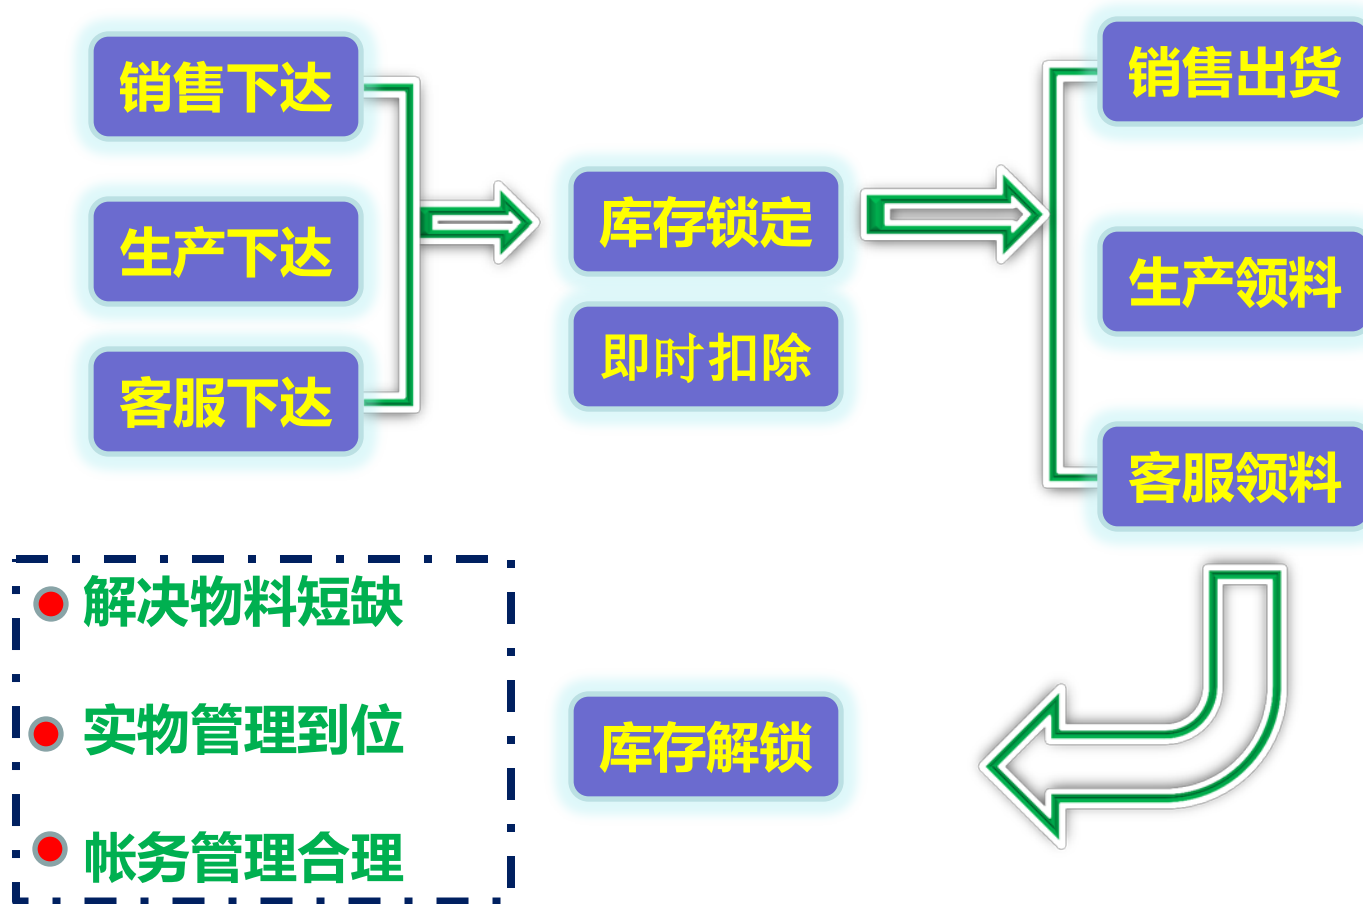 销售下达
生产下达
客服下达
库存锁定
即时扣除
销售出货
生产领料
客服领料
库存解锁
解决物料短缺
实物管理到位
帐务管理合理